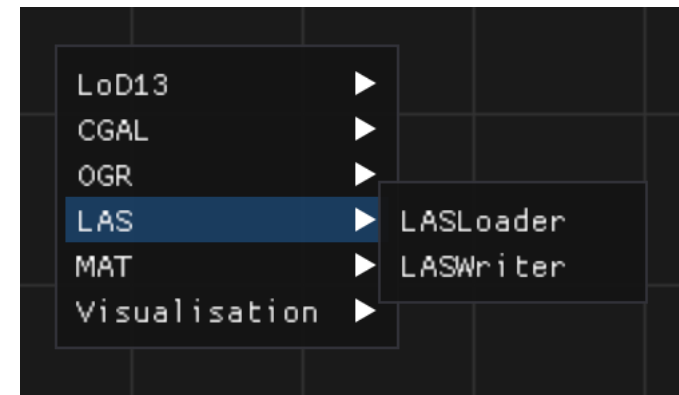 LoD13
CGAL
OGR
LAS
MAT
Visualisation
LASLoader
LASWriter